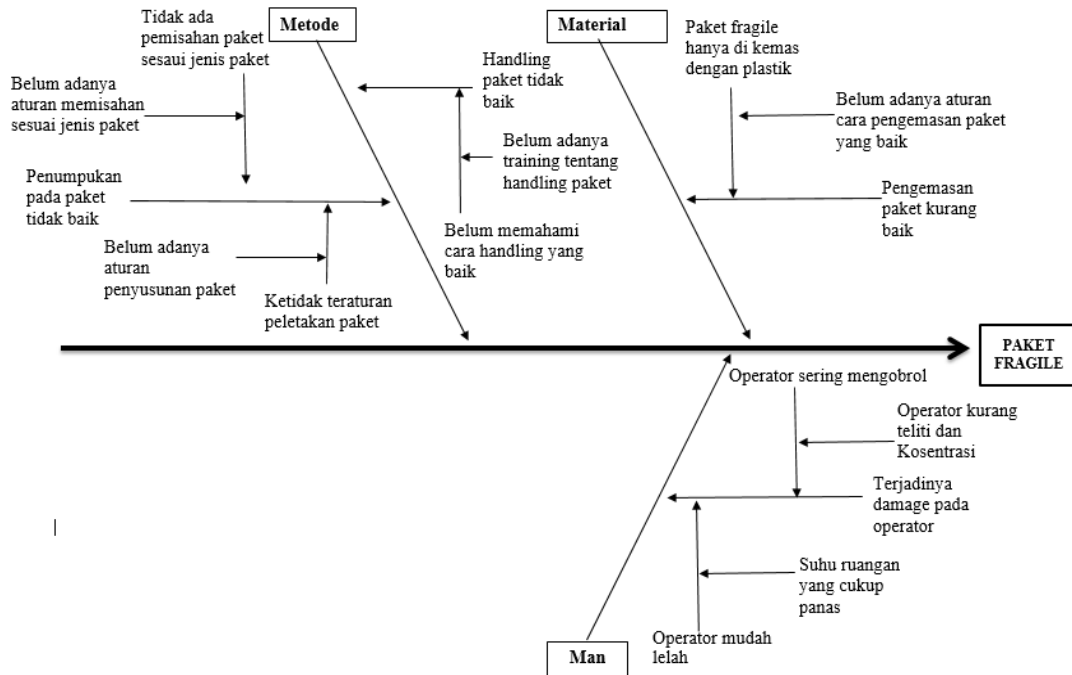 Tidak ada
pemisahan paket
sesaui jenis paket
Metode
Material
Paket fragile
hanya di kemas
dengan plastik
Handling
paket tidak
baik
Belum adanya
aturan memisahan
sesuai jenis paket
Belum adanya aturan
cara pengemasan paket
yang baik
Belum adanya
training tentang
handling paket
Penumpukan
pada paket
tidak baik
Pengemasan
paket kurang
baik
Belum memahami
cara handling yang
baik
Belum adanya
aturan
penyusunan paket
Ketidak teraturan
peletakan paket
PAKET
FRAGILE
Operator sering mengobrol
Operator kurang
teliti dan
Kosentrasi
Terjadinya
damage pada
operator
Suhu ruangan
yang cukup
panas
Operator mudah
lelah
Man